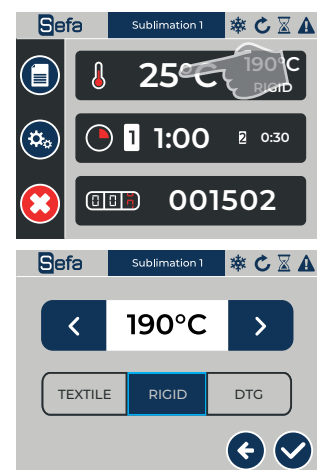 Sefa Sublimation 1
25°C 190°C
RIGID
1 1:00 2 0:30
001502
Sefa Sublimation 1
190°C
TEXTILE RIGID DTG